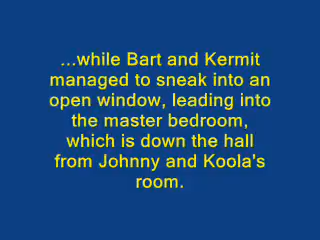 ...while Bart and Kermit
managed to sneak into an
open window, leading into
the master bedroom,
which is down the hall
from Johnny and Koola's
room.